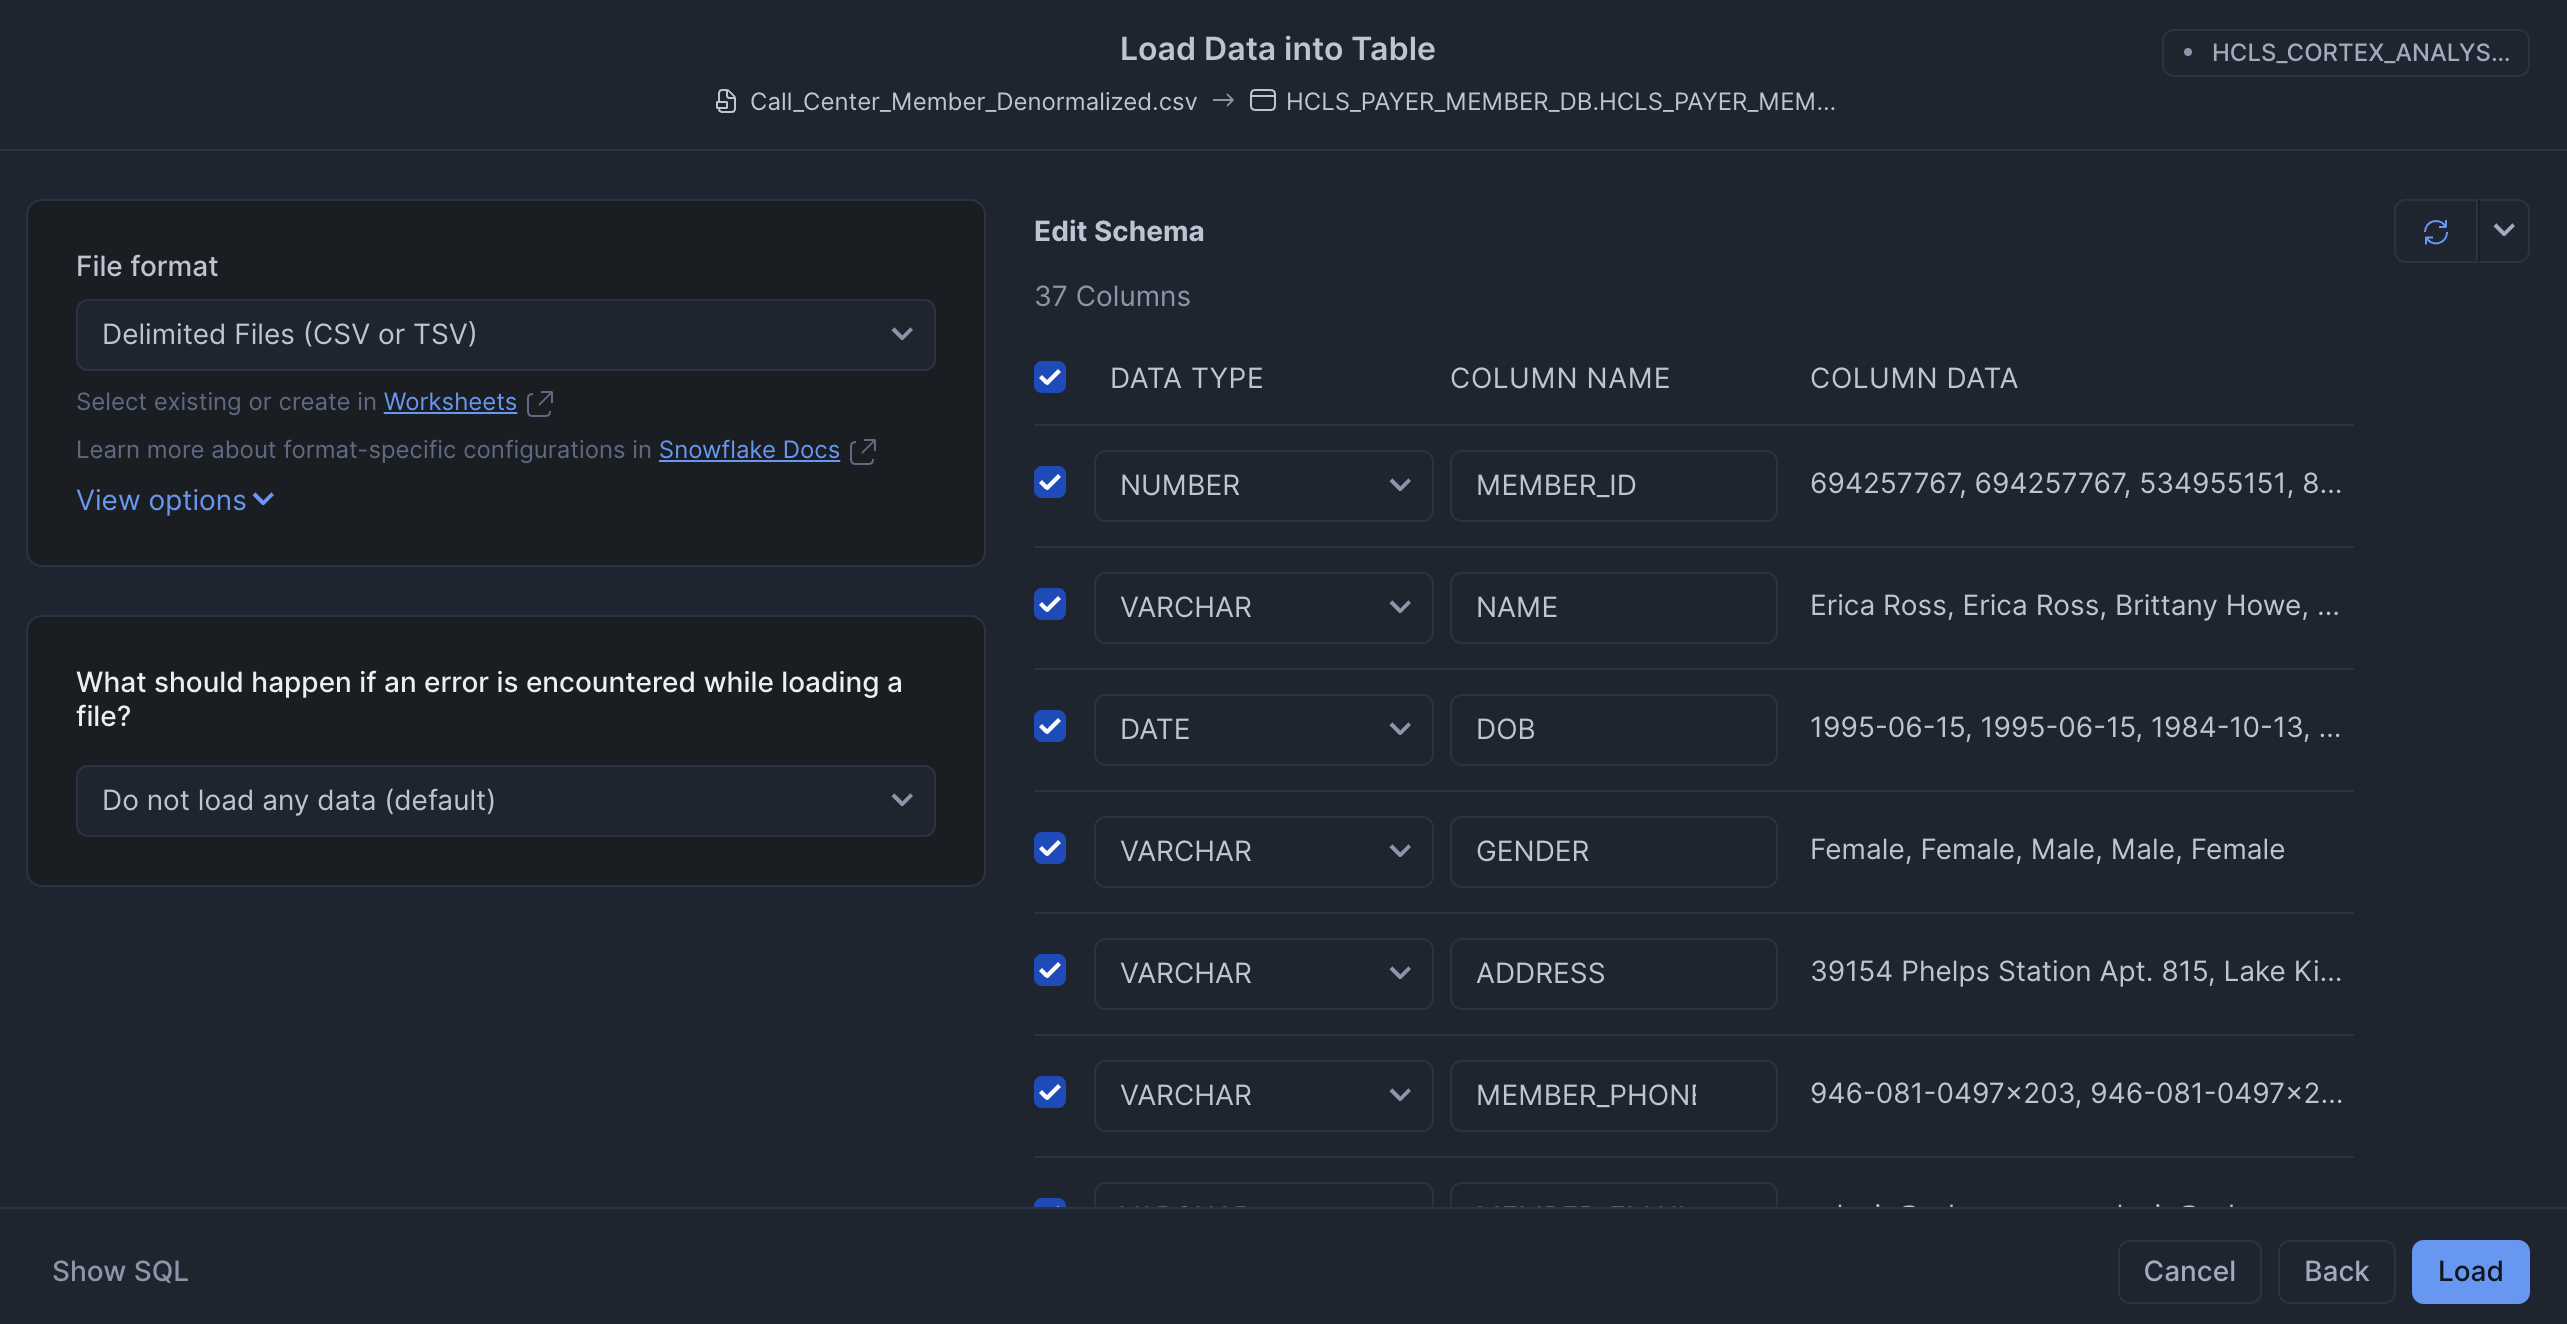 Load Data into Table
HCLS_CORTEX_ANALYS...
Call_Center_Member_Denormalized.csv → HCLS_PAYER_MEMBER_DB.HCLS_PAYER_MEM...
File format
Delimited Files (CSV or TSV)
Select existing or create in Worksheets
Learn more about format-specific configurations in Snowflake Docs
View options
What should happen if an error is encountered while loading a
file?
Do not load any data (default)
Edit Schema
37 Columns
DATA TYPE COLUMN NAME COLUMN DATA
NUMBER MEMBER_ID 694257767, 694257767, 534955151, 8...
VARCHAR NAME Erica Ross, Erica Ross, Brittany Howe, ...
DATE DOB 1995-06-15, 1995-06-15, 1984-10-13, ...
VARCHAR GENDER Female, Female, Male, Male, Female
VARCHAR ADDRESS 39154 Phelps Station Apt. 815, Lake Ki...
VARCHAR MEMBER_PHONE 946-081-0497x203, 946-081-0497x2...
Show SQL
Cancel Back Load